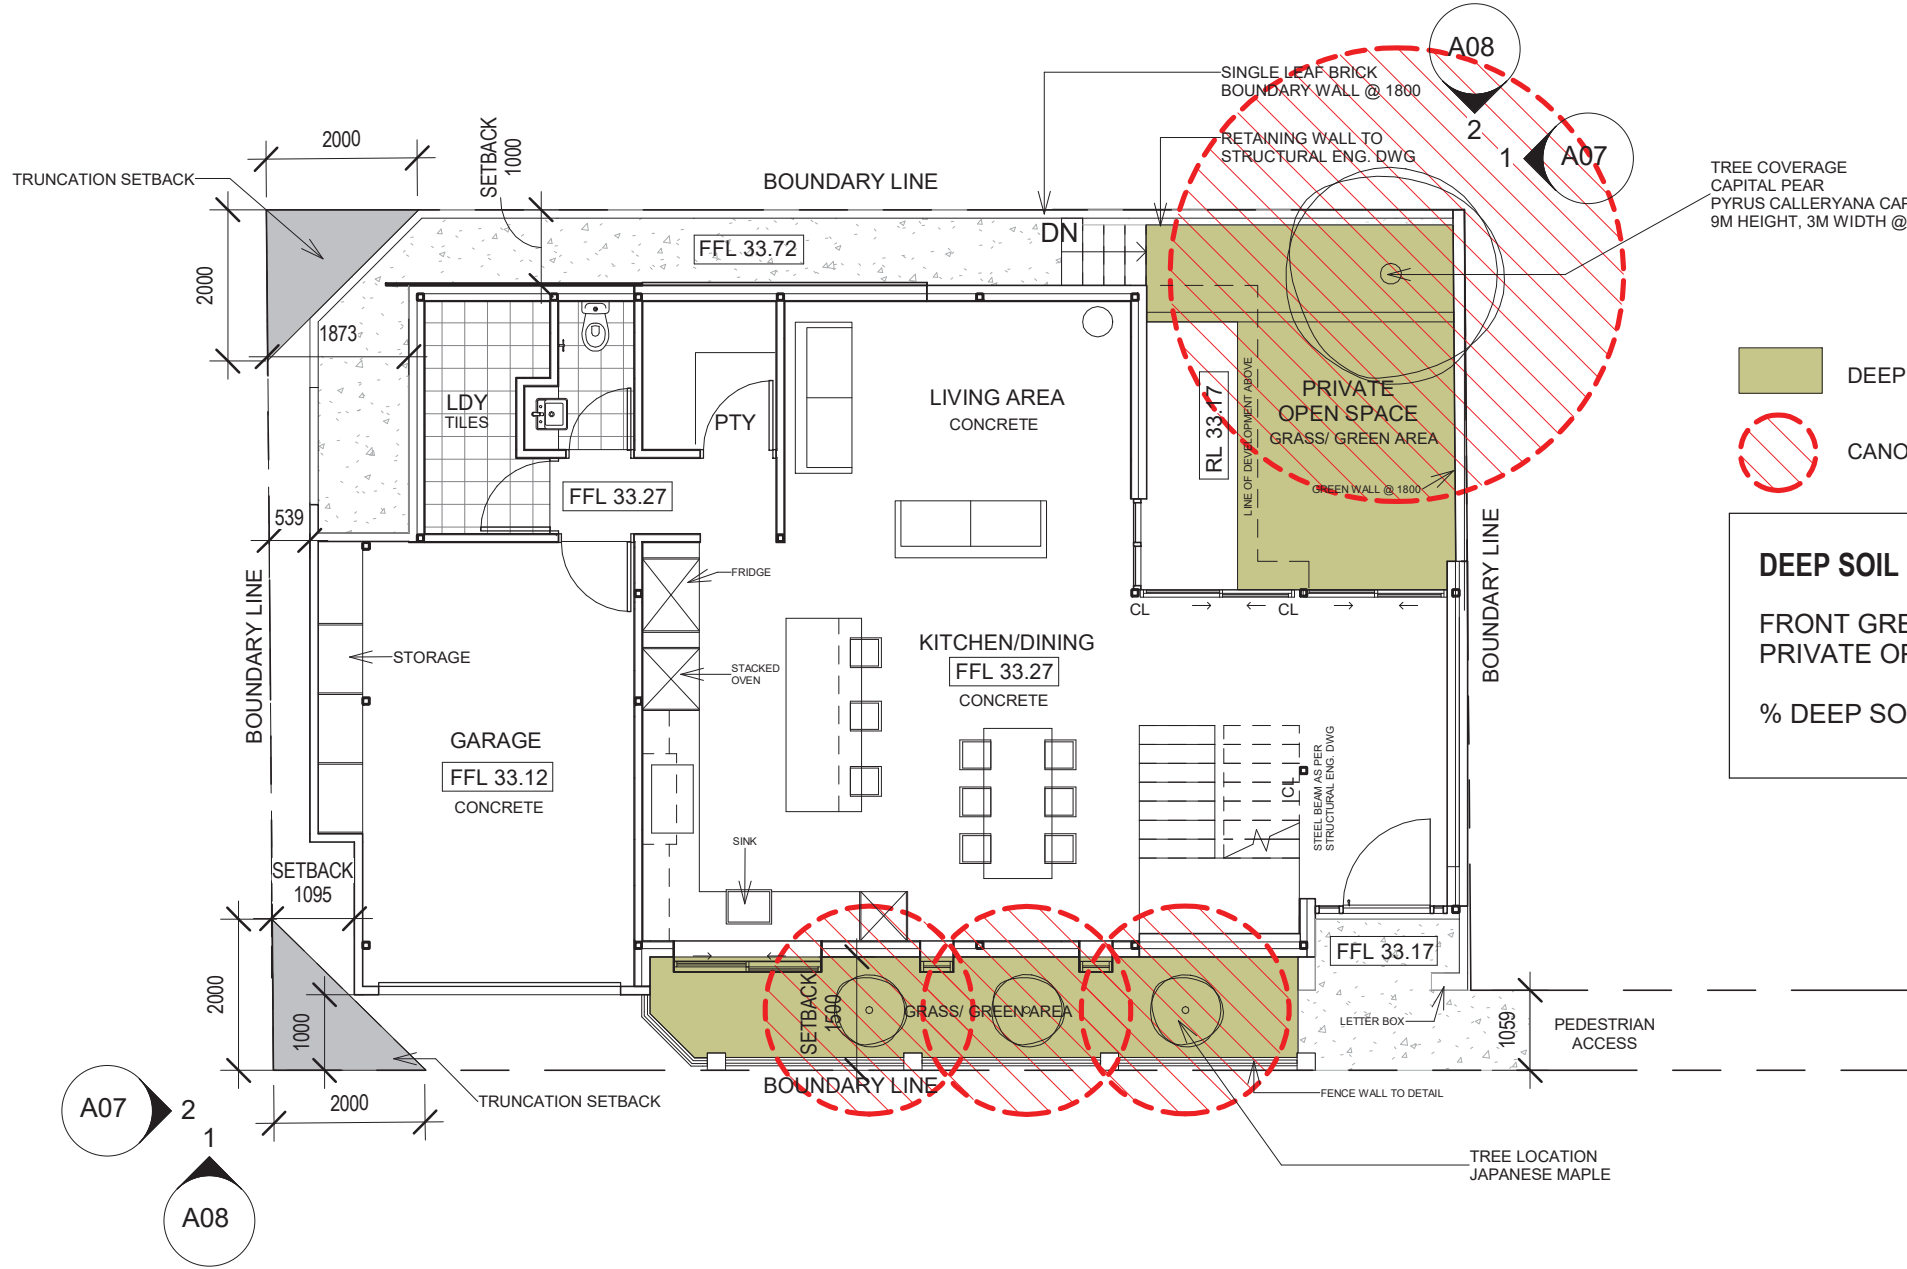 A08
2
1
A07
SINGLE LEAF BRICK
BOUNDARY WALL @ 1800
RETAINING WALL TO
STRUCTURAL ENG. DWG
2000
SETBACK
1000
TRUNCATION SETBACK
BOUNDARY LINE
TREE COVERAGE
CAPITAL PEAR
PYRUS CALLERYANA CAP
9M HEIGHT, 3M WIDTH @
2000
FFL 33.72
DN
1873
LDY
TILES
PTY
LIVING AREA
CONCRETE
RL 33.17
LINE OF DEVELOPMENT ABOVE
PRIVATE
OPEN SPACE
GRASS/ GREEN AREA
GREEN WALL @ 1800
DEEP
CANO
539
FFL 33.27
BOUNDARY LINE
BOUNDARY LINE
DEEP SOIL
FRONT GRE
PRIVATE OP
% DEEP SO
FRIDGE
STORAGE
STACKED
OVEN
CL
CL
KITCHEN/DINING
FFL 33.27
CONCRETE
GARAGE
FFL 33.12
CONCRETE
CL
STEEL BEAM AS PER
STRUCTURAL ENG. DWG
SINK
SETBACK
1095
2000
1000
SETBACK
1500
GRASS/ GREEN AREA
FFL 33.17
LETTER BOX
1059
PEDESTRIAN
ACCESS
BOUNDARY LINE
FENCE WALL TO DETAIL
A07
2
1
A08
2000
TRUNCATION SETBACK
TREE LOCATION
JAPANESE MAPLE